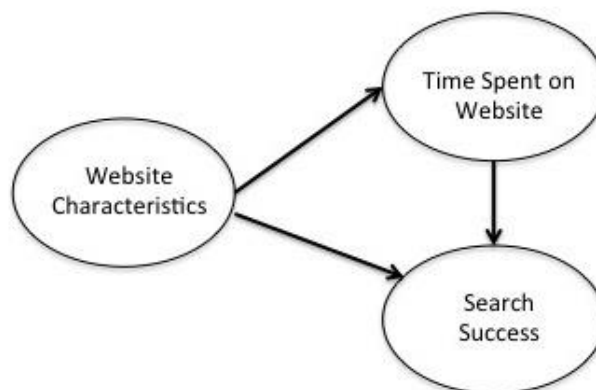 Time Spent on
Website
Website
Characteristics
Search
Success